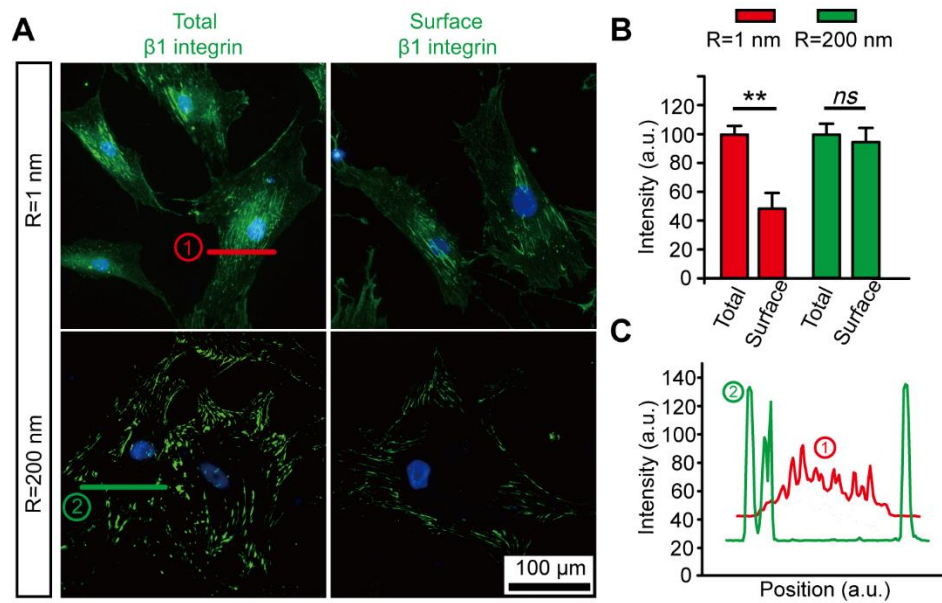 A
Total
β1 integrin
Surface
β1 integrin
R=1 nm
R=200 nm
1
2
100 µm
B
R=1 nm R=200 nm
Intensity (a.u.)
120
100
80
60
40
20
0
**
ns
Total
Surface
Total
Surface
C
Intensity (a.u.)
140
120
100
80
60
40
20
0
2
1
Position (a.u.)